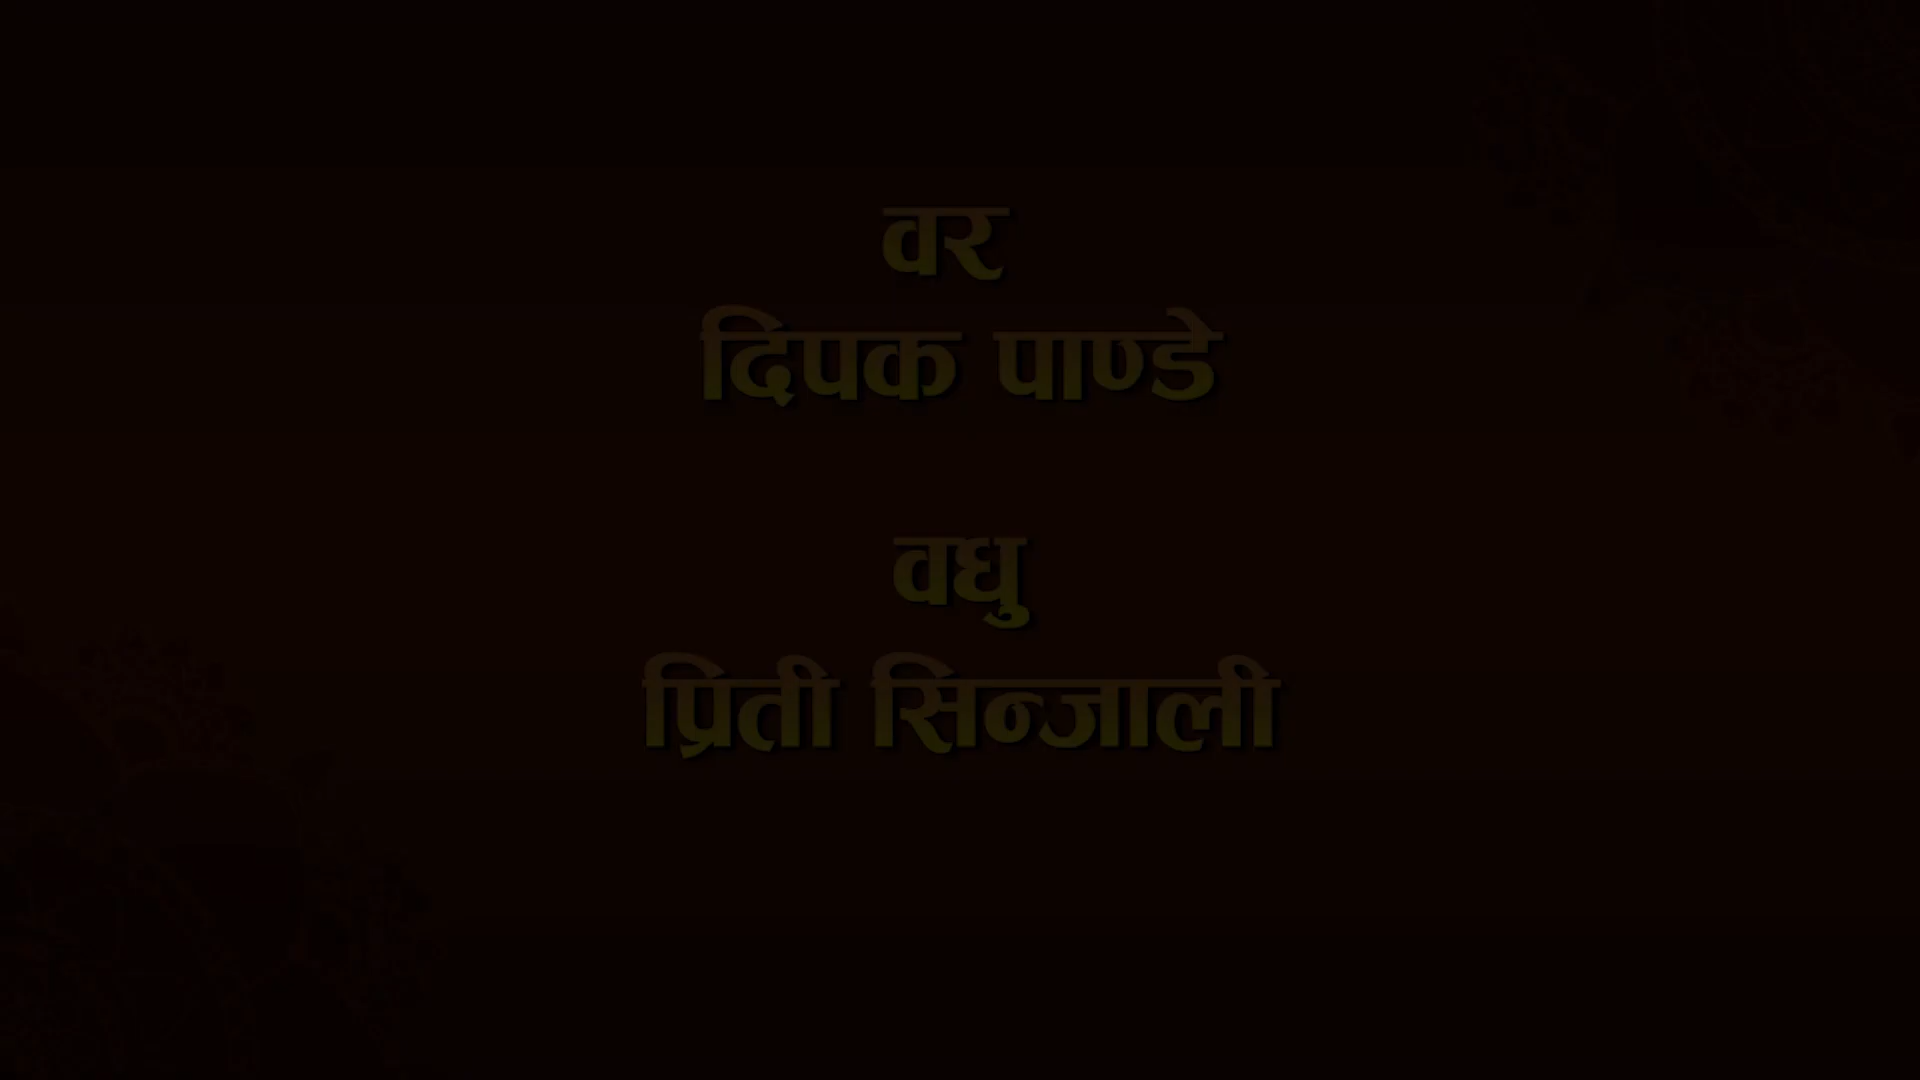 वर
दिपक पाण्डे
वधु
प्रिती सिन्जाली